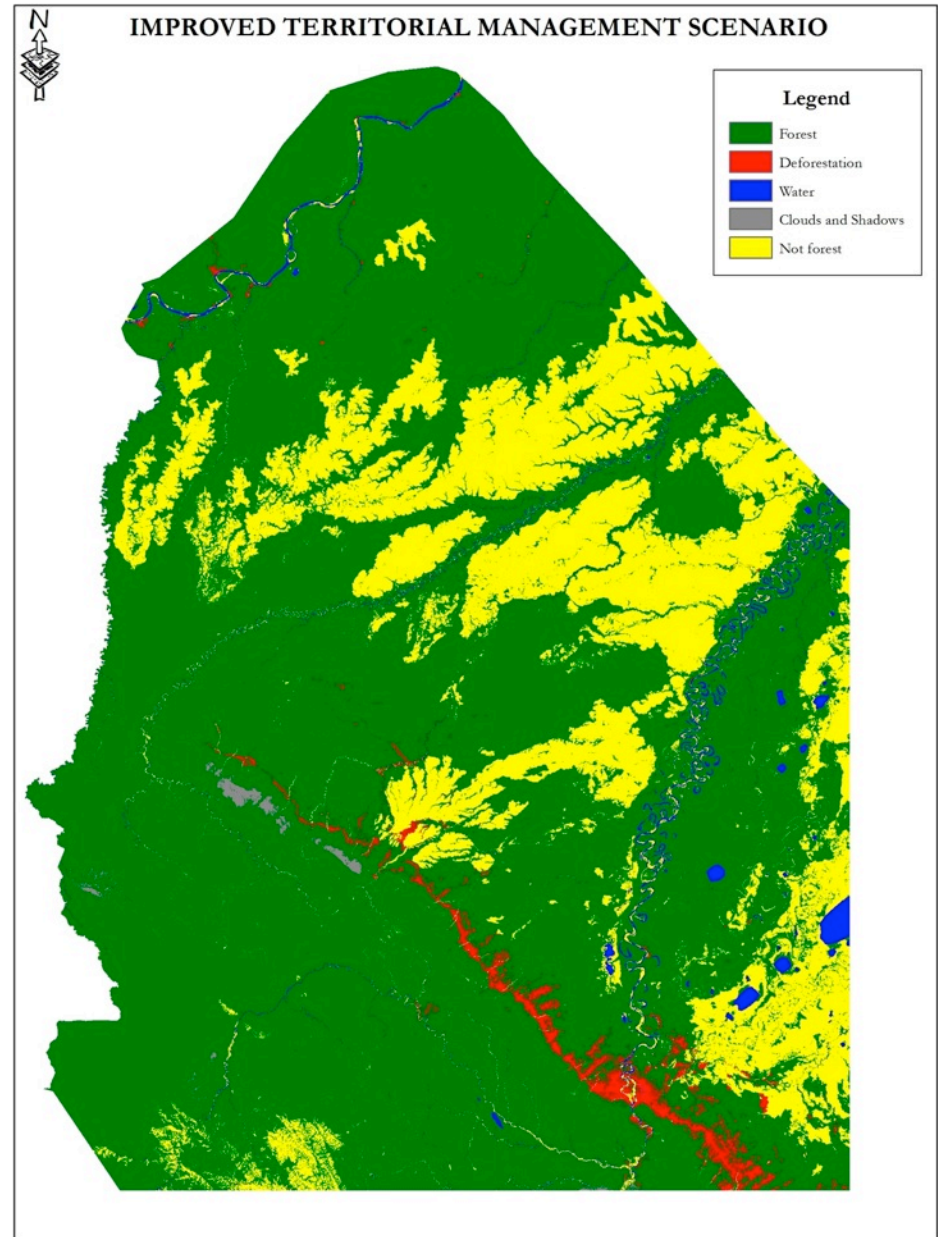 N
IMPROVED TERRITORIAL MANAGEMENT SCENARIO
Legend
Forest
Deforestation
Water
Clouds and Shadows
Not forest